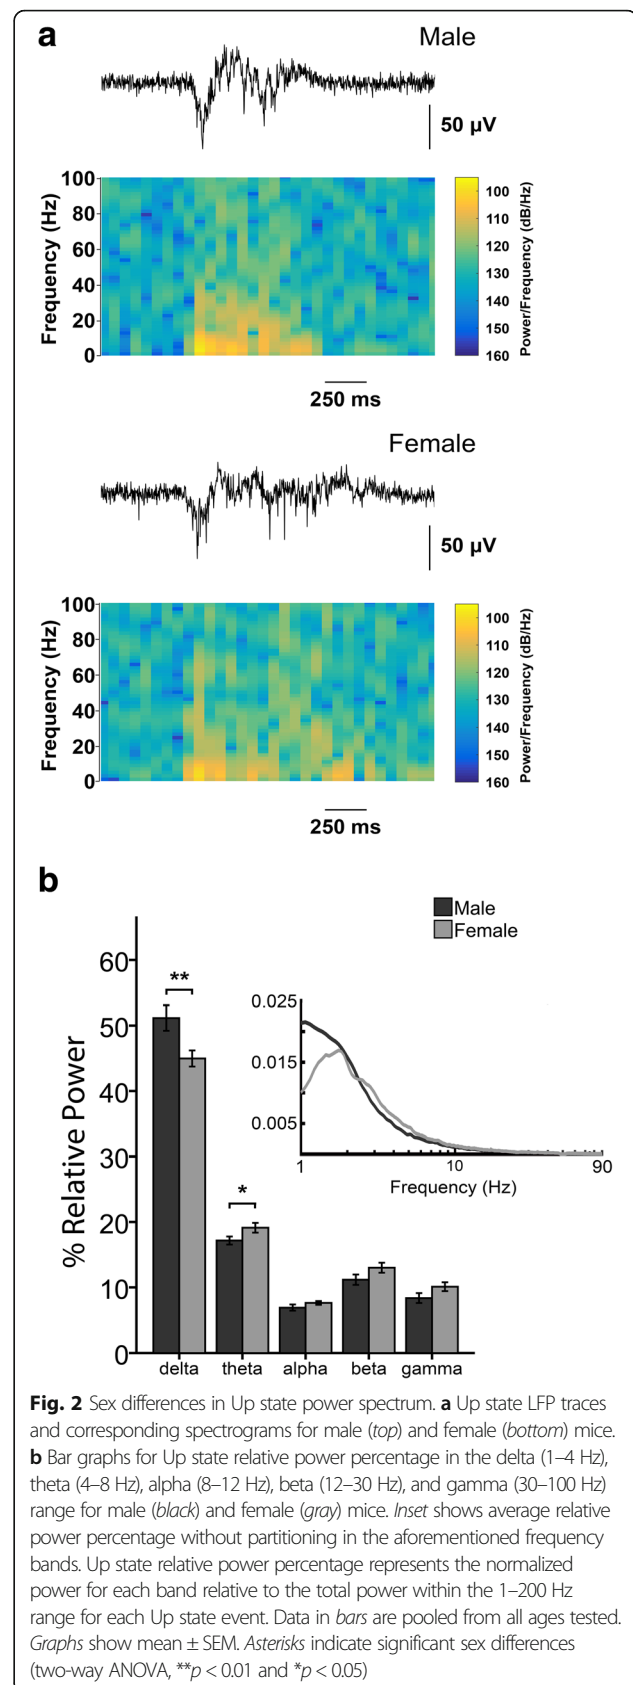 a
Male
50 µV
100
80
60
40
20
0
Frequency (Hz)
100
110
120
130
140
150
160
Power/Frequency (dB/Hz)
250 ms
Female
50 µV
100
80
60
40
20
0
Frequency (Hz)
100
110
120
130
140
150
160
Power/Frequency (dB/Hz)
250 ms
b
Male
Female
60
50
40
30
20
10
0
% Relative Power
**
*
0.025
0.015
0.005
1 10 90
Frequency (Hz)
delta theta alpha beta gamma
Fig. 2 Sex differences in Up state power spectrum. a Up state LFP traces
and corresponding spectrograms for male (top) and female (bottom) mice.
b Bar graphs for Up state relative power percentage in the delta (1–4 Hz),
theta (4–8 Hz), alpha (8–12 Hz), beta (12–30 Hz), and gamma (30–100 Hz)
range for male (black) and female (gray) mice. Inset shows average relative
power percentage without partitioning in the aforementioned frequency
bands. Up state relative power percentage represents the normalized
power for each band relative to the total power within the 1–200 Hz
range for each Up state event. Data in bars are pooled from all ages tested.
Graphs show mean ± SEM. Asterisks indicate significant sex differences
(two-way ANOVA, **p < 0.01 and *p < 0.05)